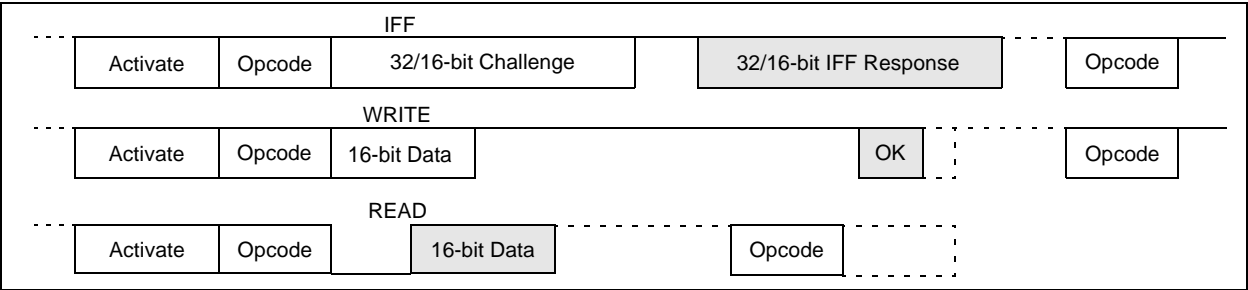 IFF
Activate Opcode 32/16-bit Challenge 32/16-bit IFF Response Opcode
WRITE
Activate Opcode 16-bit Data OK Opcode
READ
Activate Opcode 16-bit Data Opcode